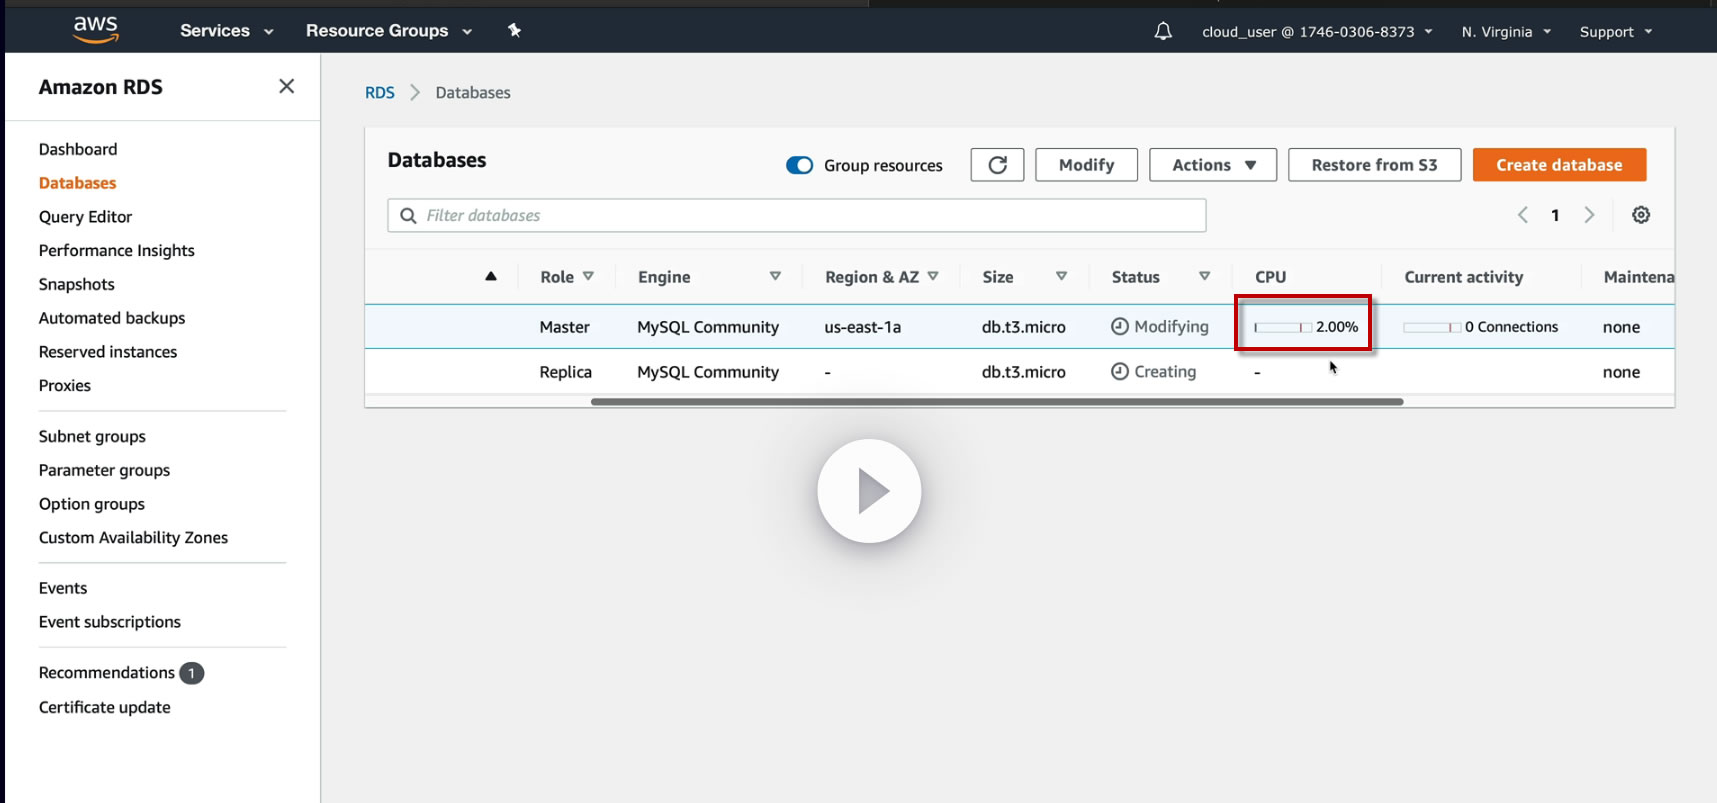 aws Services Resource Groups cloud_user @ 1746-0306-8373 N. Virginia Support
Amazon RDS
Dashboard
Databases
Query Editor
Performance Insights
Snapshots
Automated backups
Reserved instances
Proxies
Subnet groups
Parameter groups
Option groups
Custom Availability Zones
Events
Event subscriptions
Recommendations 1
Certificate update
RDS > Databases
Databases Group resources Modify Actions Restore from S3 Create database
Filter databases 1
Role Engine Region & AZ Size Status CPU Current activity Maintena
Master MySQL Community us-east-1a db.t3.micro Modifying 2.00% 0 Connections none
Replica MySQL Community - db.t3.micro Creating - none